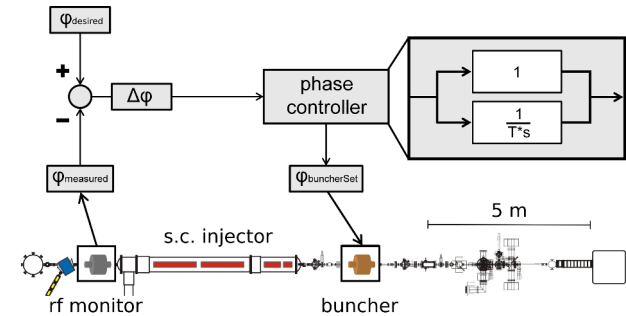 φdesired
+
−
Δφ
phase
controller
1
1
T*s
φmeasured
φbuncherSet
5 m
s.c. injector
rf monitor
buncher